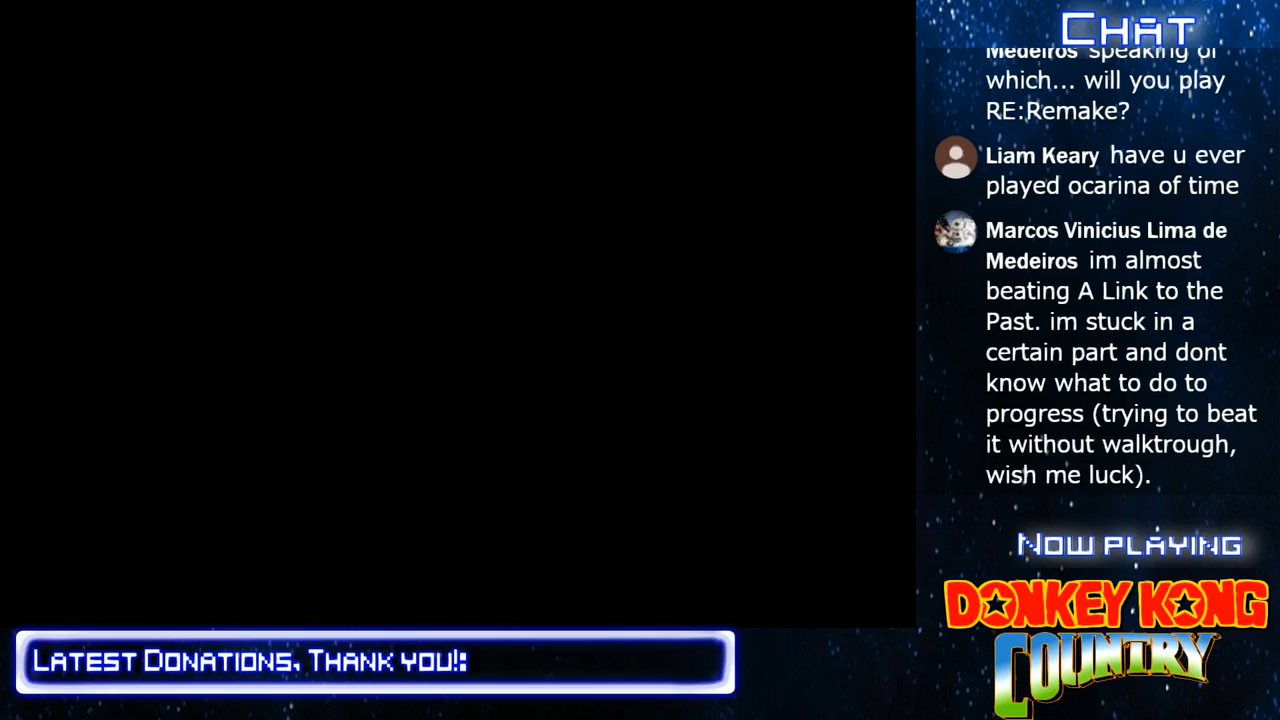 CHAT
Medeiros speaking of
which... will you play
RE:Remake?
Liam Keary have u ever
played ocarina of time
Marcos Vinicius Lima de
Medeiros im almost
beating A Link to the
Past. im stuck in a
certain part and dont
know what to do to
progress (trying to beat
it without walktrough,
wish me luck).
NOW PLAYING
DONKEY KONG
COUNTRY
LATEST DONATIONS, THANK YOU!: